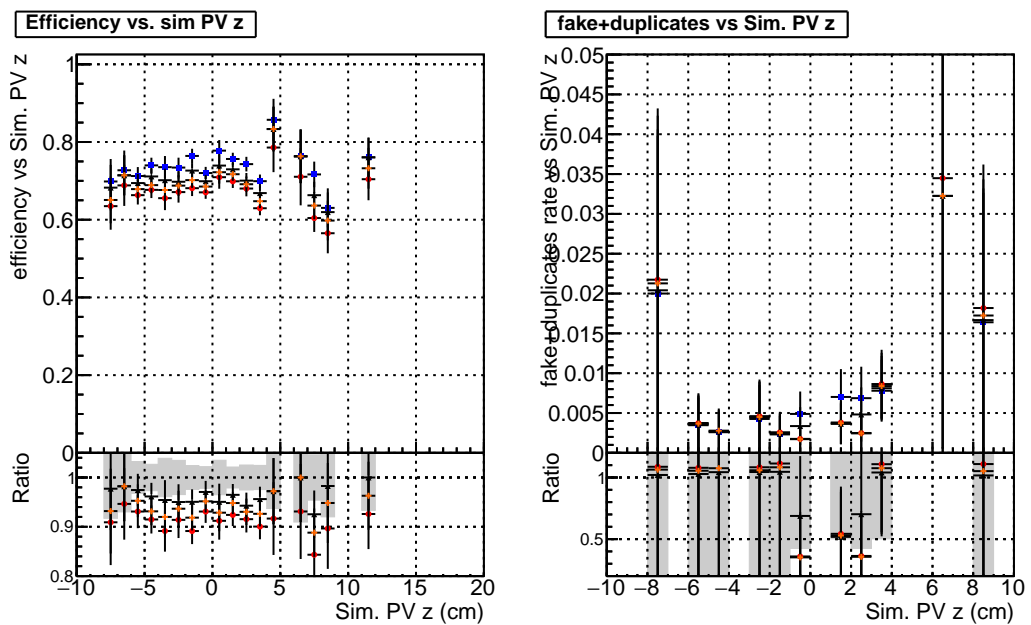 Efficiency vs. sim PV z
efficiency vs Sim. PV z
1
0.8
0.6
0.4
0.2
0
Ratio
1
0.9
0.8
−10 −5 0 5 10 15 20
Sim. PV z (cm)
fake+duplicates vs Sim. PV z
fake+duplicates rate vs Sim. PV z
0.05
0.045
0.04
0.035
0.03
0.025
0.02
0.015
0.01
0.005
0
Ratio
1
0.5
−10 −8 −6 −4 −2 0 2 4 6 8 10
Sim. PV z (cm)